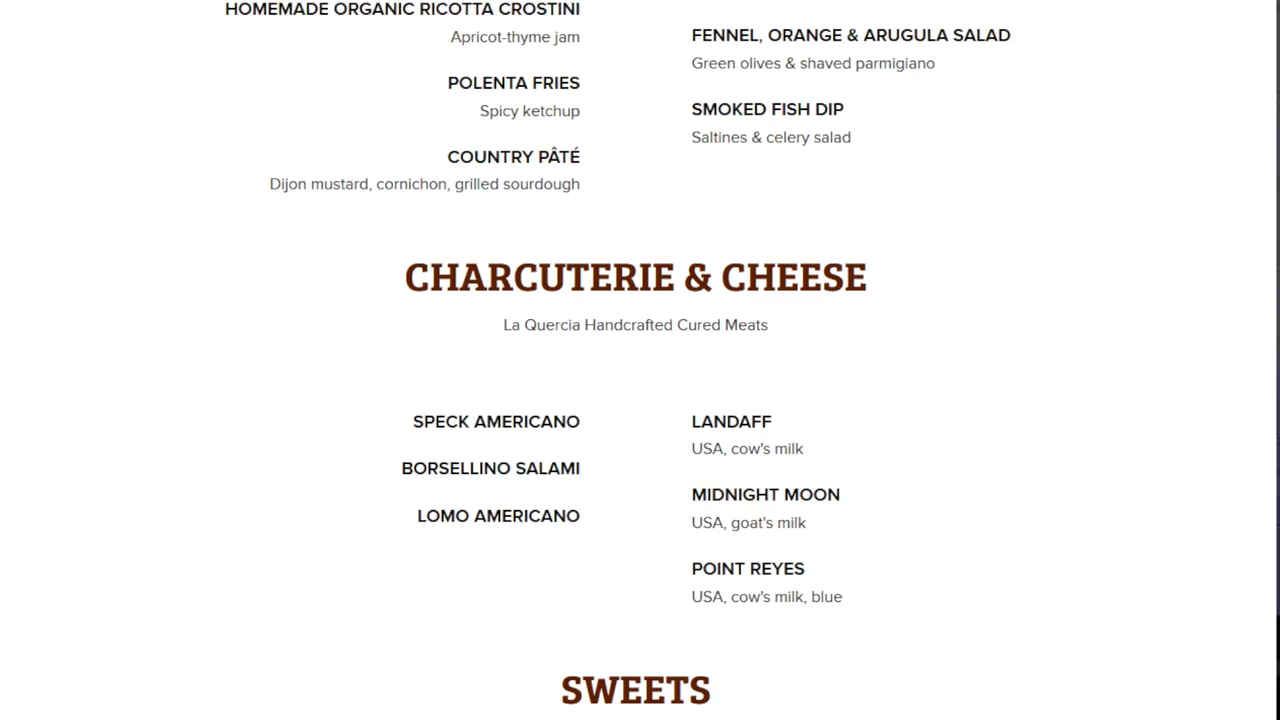 HOMEMADE ORGANIC RICOTTA CROSTINI
Apricot-thyme jam
POLENTA FRIES
Spicy ketchup
COUNTRY PÂTÉ
Dijon mustard, cornichon, grilled sourdough
FENNEL, ORANGE & ARUGULA SALAD
Green olives & shaved parmigiano
SMOKED FISH DIP
Saltines & celery salad
CHARCUTERIE & CHEESE
La Quercia Handcrafted Cured Meats
SPECK AMERICANO
BORSELLINO SALAMI
LOMO AMERICANO
LANDAFF
USA, cow's milk
MIDNIGHT MOON
USA, goat's milk
POINT REYES
USA, cow's milk, blue
SWEETS